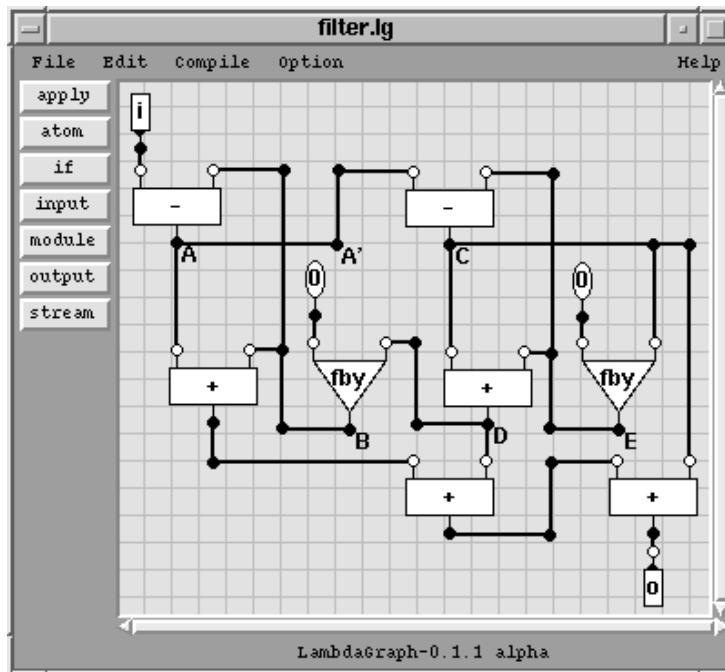 filter.lg
File Edit Compile Option Help
apply
atom
if
input
module
output
stream
i
- -
A A' C
0 0
+ fby + fby
B D E
+ +
o
LambdaGraph-0.1.1 alpha